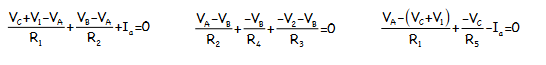 (V_C+V_1-V_A)/R_1 + (V_B-V_A)/R_2 + I_a=0
(V_A-V_B)/R_2 + (-V_B)/R_4 + (-V_2-V_B)/R_3 =0
(V_A-(V_C+V_1))/R_1 + (-V_C)/R_5 -I_a=0